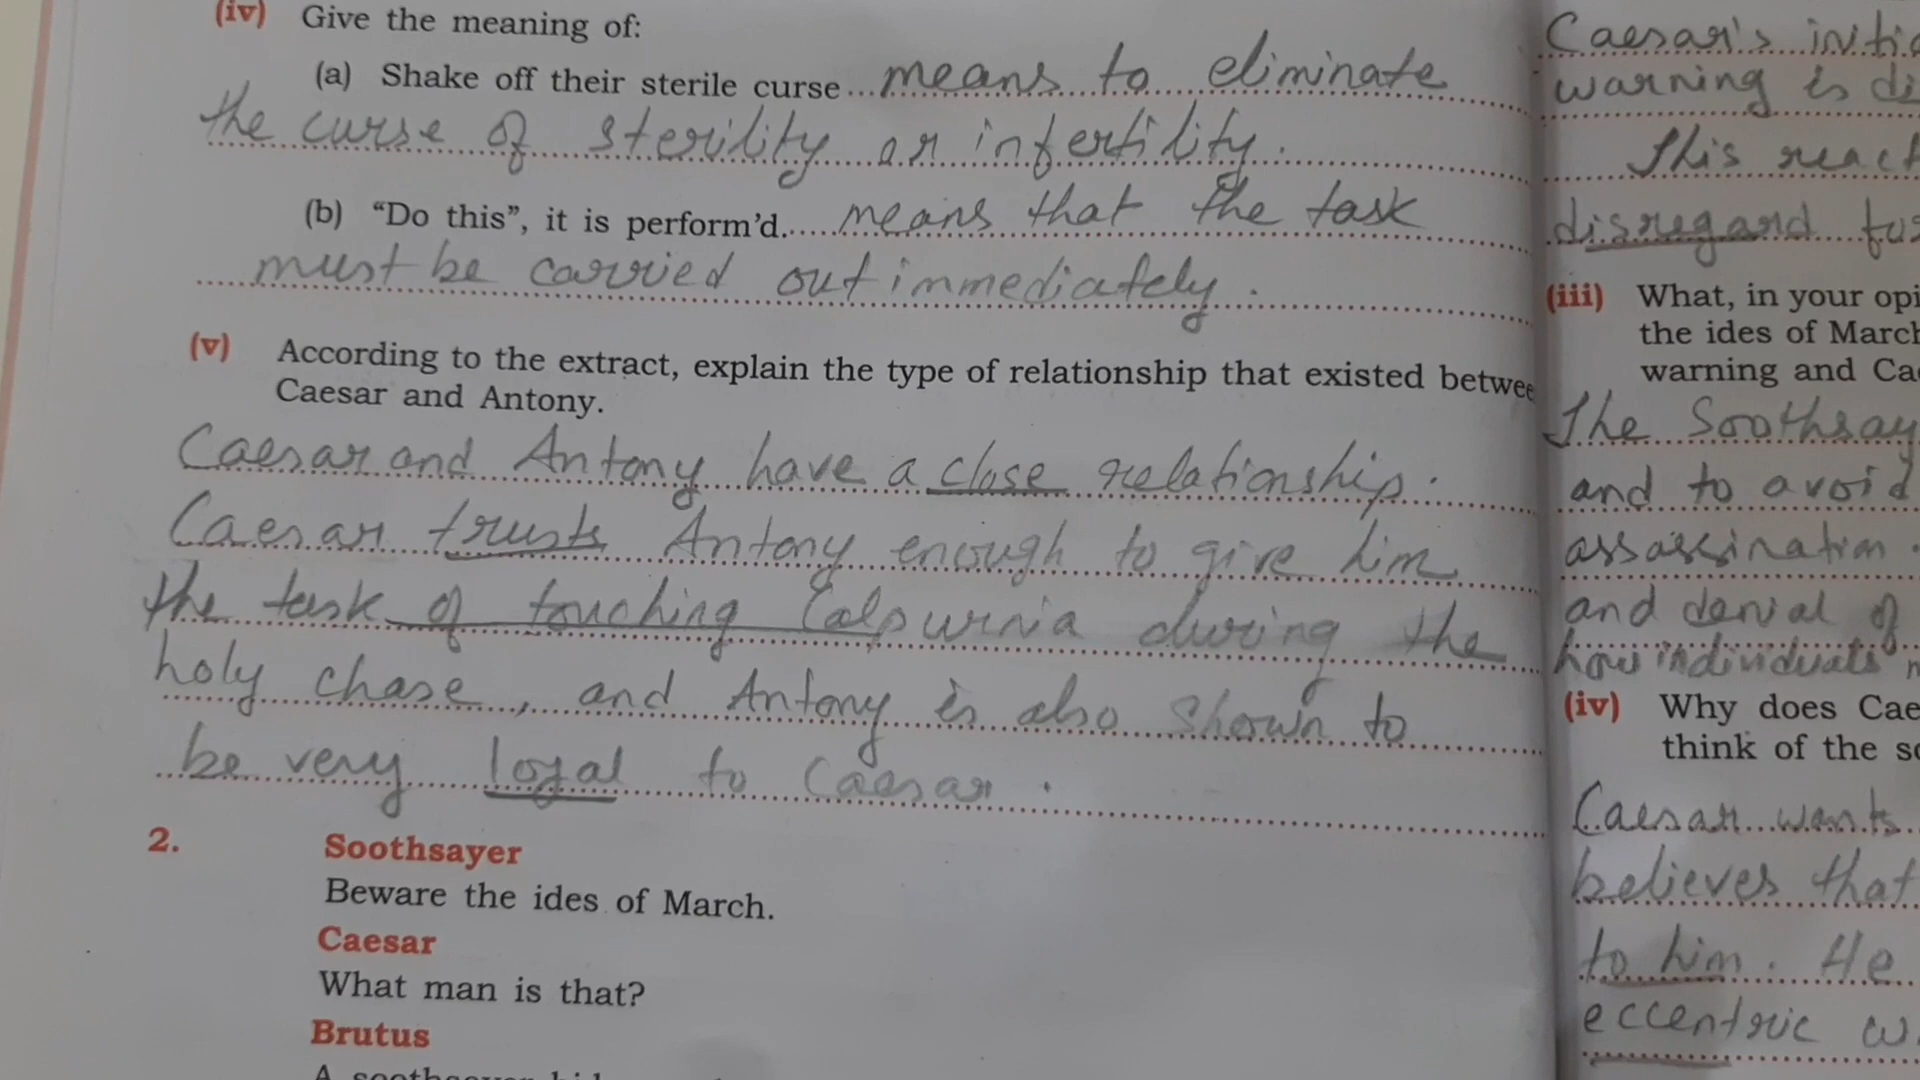 (iv) Give the meaning of:
(a) Shake off their sterile curse ... means to eliminate
the curse of sterility or infertility.
(b) “Do this”, it is perform’d. .... means that the task
must be carried out immediately.
(v) According to the extract, explain the type of relationship that existed betwee
Caesar and Antony.
Caesar and Antony have a close relationship.
Caesar trusts Antony enough to give him
the task of touching Calpurnia during the
holy chase, and Antony is also shown to
be very loyal to Caesar.
2. Soothsayer
Beware the ides of March.
Caesar
What man is that?
Brutus
Caesar's
warning is
This
disregard
(iii) What, in your opi
the ides of March
warning and Cae
The Soothsay
and to avoid
assassination.
and denial of
how individuals
(iv) Why does Cae
think of the so
Caesar wants
believes that
to him. He
eccentric